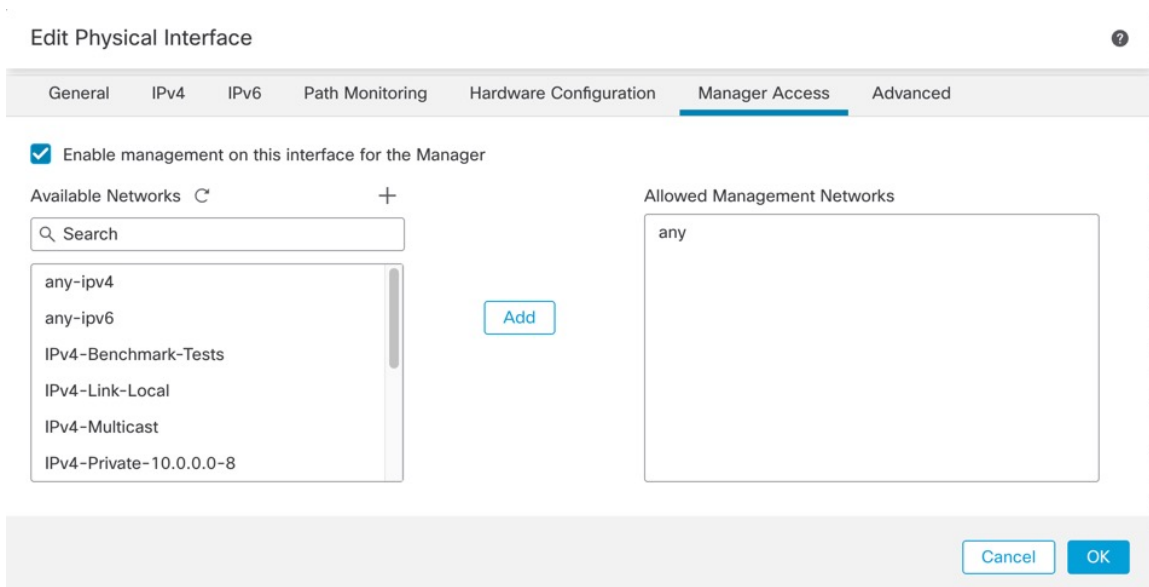 Edit Physical Interface
?
General IPv4 IPv6 Path Monitoring Hardware Configuration Manager Access Advanced
Enable management on this interface for the Manager
Available Networks
Allowed Management Networks
Search
any
any-ipv4
any-ipv6
IPv4-Benchmark-Tests
Add
IPv4-Link-Local
IPv4-Multicast
IPv4-Private-10.0.0.0-8
Cancel OK